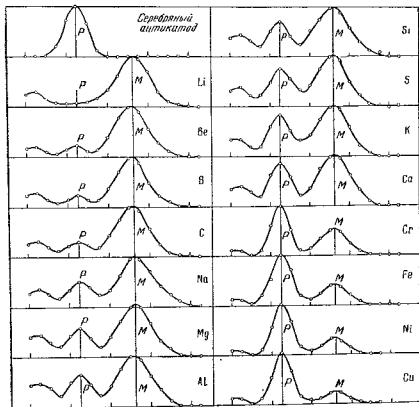 Серебряный
антикатод
P
P M Li
P M Be
P M B
P M C
P M Na
P M Mg
P M AL
P M Si
P M S
P M K
P M Ca
P M Cr
P M Fe
P M Ni
P M Cu